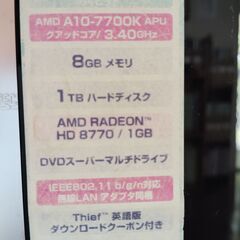 AMD A10-7700K APU
クアッドコア/ 3.40GHz
8GB メモリ
1TB ハードディスク
AMD RADEON™
HD 8770 / 1GB
DVDスーパーマルチドライブ
IEEE802.11 b/g/n対応
無線LAN アダプタ同梱
Thief™ 英語版
ダウンロードクーポン付き